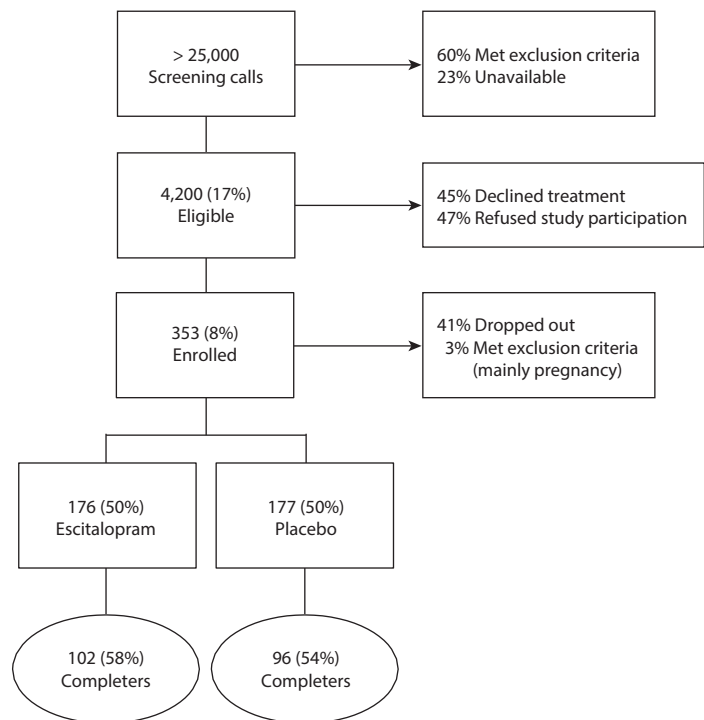 > 25,000
Screening calls
60% Met exclusion criteria
23% Unavailable
4,200 (17%)
Eligible
45% Declined treatment
47% Refused study participation
353 (8%)
Enrolled
41% Dropped out
3% Met exclusion criteria
(mainly pregnancy)
176 (50%)
Escitalopram
177 (50%)
Placebo
102 (58%)
Completers
96 (54%)
Completers